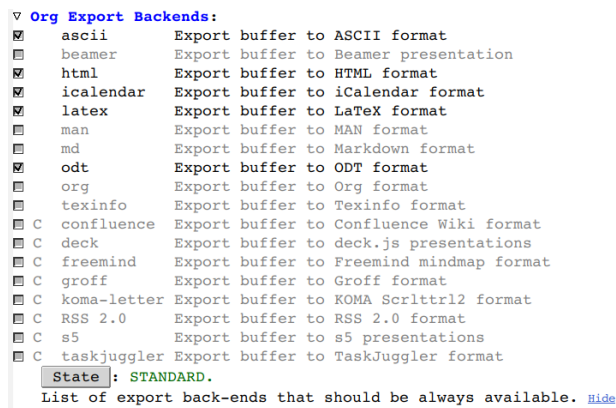 ▽ Org Export Backends:
ascii Export buffer to ASCII format
beamer Export buffer to Beamer presentation
html Export buffer to HTML format
icalendar Export buffer to iCalendar format
latex Export buffer to LaTeX format
man Export buffer to MAN format
md Export buffer to Markdown format
odt Export buffer to ODT format
org Export buffer to Org format
texinfo Export buffer to Texinfo format
C confluence Export buffer to Confluence Wiki format
C deck Export buffer to deck.js presentations
C freemind Export buffer to Freemind mindmap format
C groff Export buffer to Groff format
C koma-letter Export buffer to KOMA Scrlttrl2 format
C RSS 2.0 Export buffer to RSS 2.0 format
C s5 Export buffer to s5 presentations
C taskjuggler Export buffer to TaskJuggler format
State : STANDARD.
List of export back-ends that should be always available. Hide